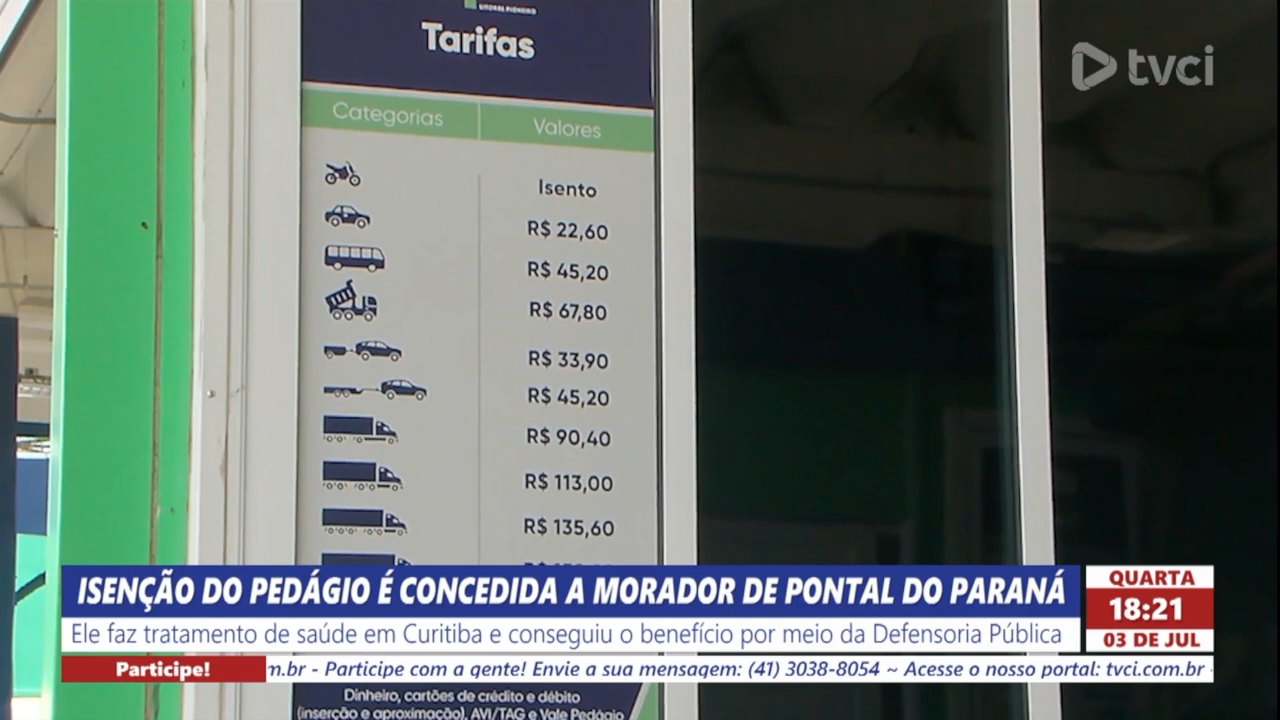 LITORAL PIONEIRO
Tarifas
tvci
Categorias
Valores
Isento
R$ 22,60
R$ 45,20
R$ 67,80
R$ 33,90
R$ 45,20
R$ 90,40
R$ 113,00
R$ 135,60
ISENÇÃO DO PEDÁGIO É CONCEDIDA A MORADOR DE PONTAL DO PARANÁ
Ele faz tratamento de saúde em Curitiba e conseguiu o benefício por meio da Defensoria Pública
QUARTA
18:21
03 DE JUL
Participe!
m.br - Participe com a gente! Envie a sua mensagem: (41) 3038-8054 ~ Acesse o nosso portal: tvci.com.br -
Dinheiro, cartões de crédito e débito
(inserção e aproximação), AVI/TAG e Vale Pedágio